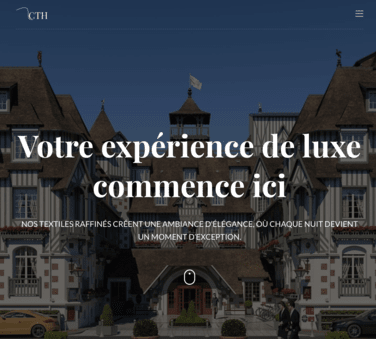 CTH
Votre expérience de luxe
commence ici
NOS TEXTILES RAFFINÉS CRÉENT UNE AMBIANCE D'ÉLÉGANCE, OÙ CHAQUE NUIT DEVIENT
UN MOMENT D'EXCEPTION.